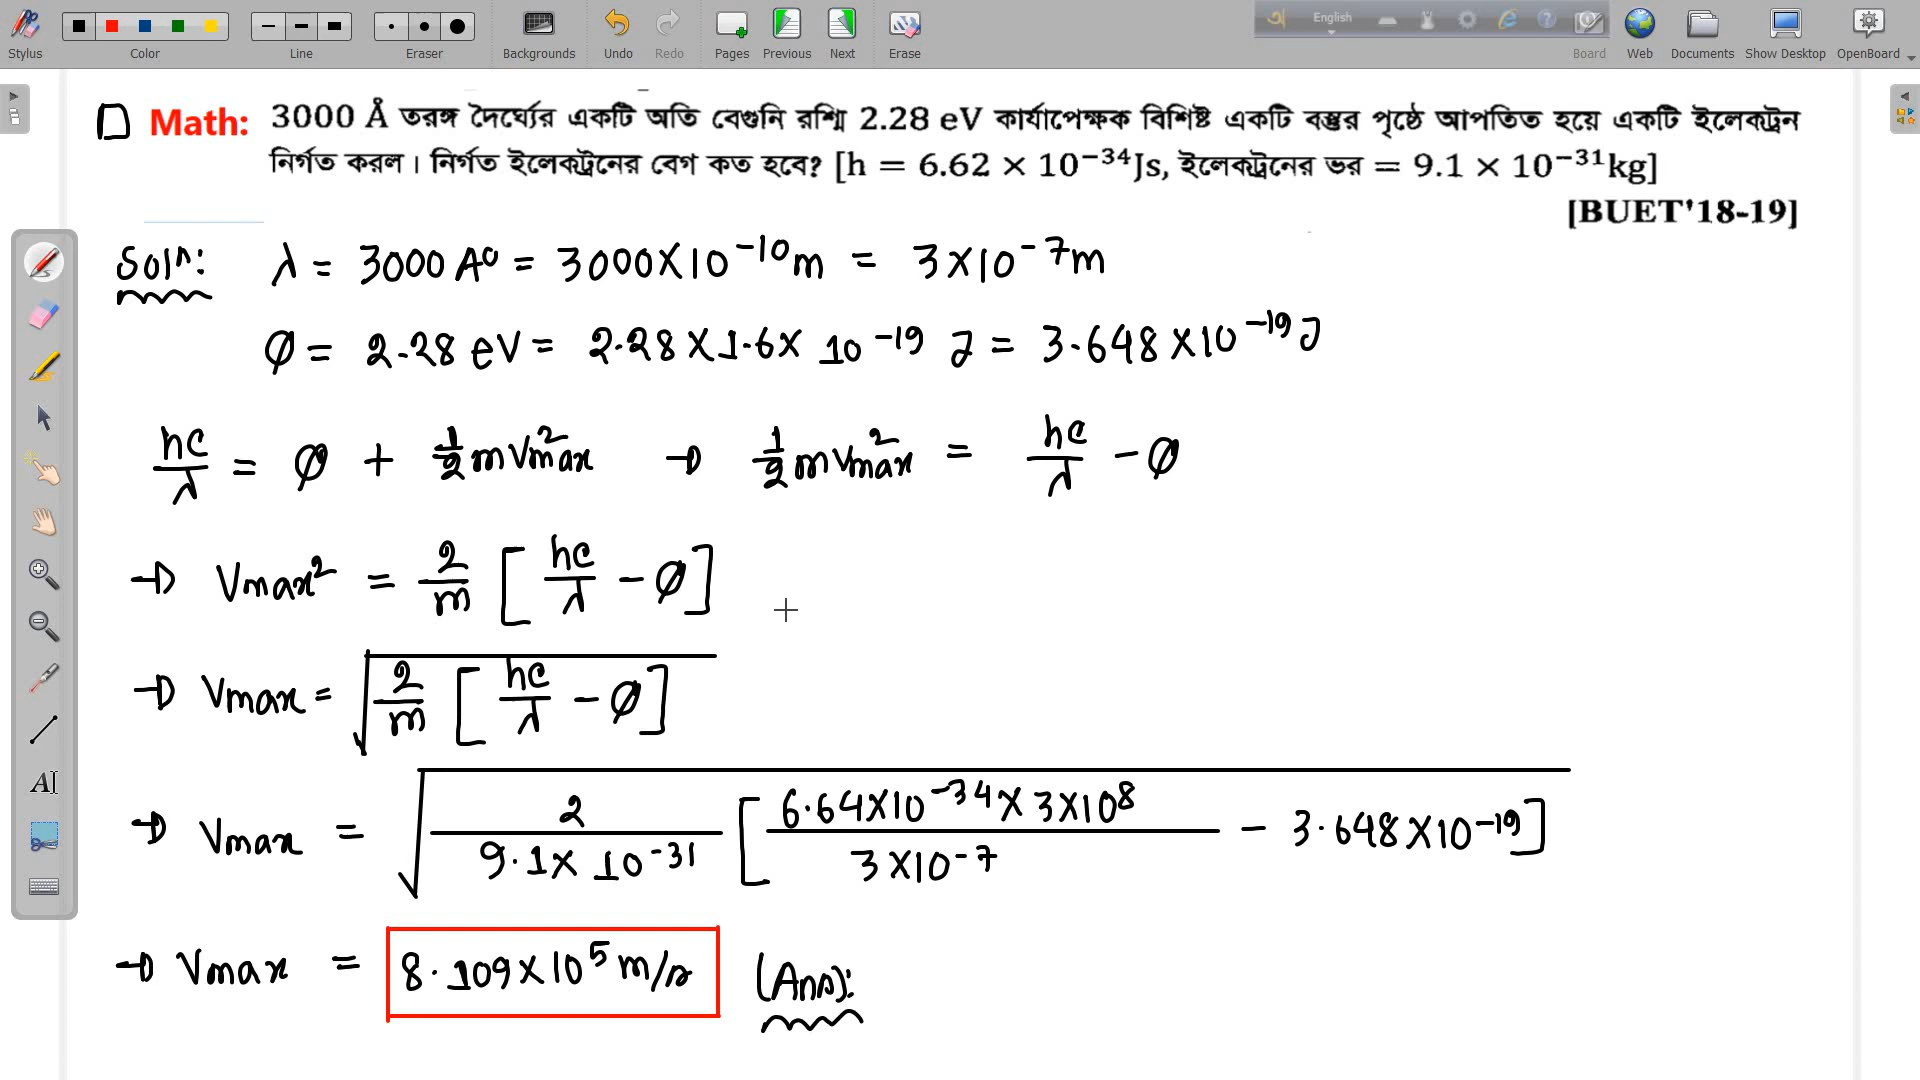 Stylus Color Line Eraser Backgrounds Undo Redo Pages Previous Next Erase English Board Web Documents Show Desktop OpenBoard
Math: 3000 Å তরঙ্গ দৈর্ঘ্যের একটি অতি বেগুনি রশ্মি 2.28 eV কার্যাপেক্ষক বিশিষ্ট একটি বস্তুর পৃষ্ঠে আপতিত হয়ে একটি ইলেকট্রন
নির্গত করল। নির্গত ইলেকট্রনের বেগ কত হবে? [h = 6.62 × 10⁻³⁴Js, ইলেকট্রনের ভর = 9.1 × 10⁻³¹kg]
[BUET'18-19]
Soln: λ = 3000 A° = 3000×10⁻¹⁰m = 3×10⁻⁷m
Φ = 2.28 eV = 2.28×1.6×10⁻¹⁹ J = 3.648×10⁻¹⁹J
hc/λ = Φ + 1/2 mv²max → 1/2 mv²max = hc/λ - Φ
→ Vmax² = 2/m [hc/λ - Φ]
→ Vmax = √(2/m [hc/λ - Φ])
→ Vmax = √(2/(9.1×10⁻³¹) [(6.64×10⁻³⁴×3×10⁸)/(3×10⁻⁷) - 3.648×10⁻¹⁹])
→ Vmax = 8.109×10⁵ m/s (Ans):